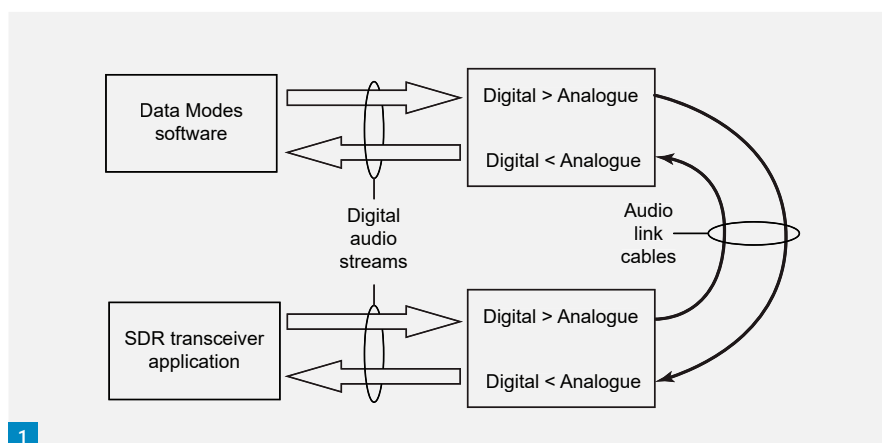 Data Modes
software
Digital > Analogue
Digital < Analogue
Digital
audio
streams
Audio
link
cables
SDR transceiver
application
Digital > Analogue
Digital < Analogue
1